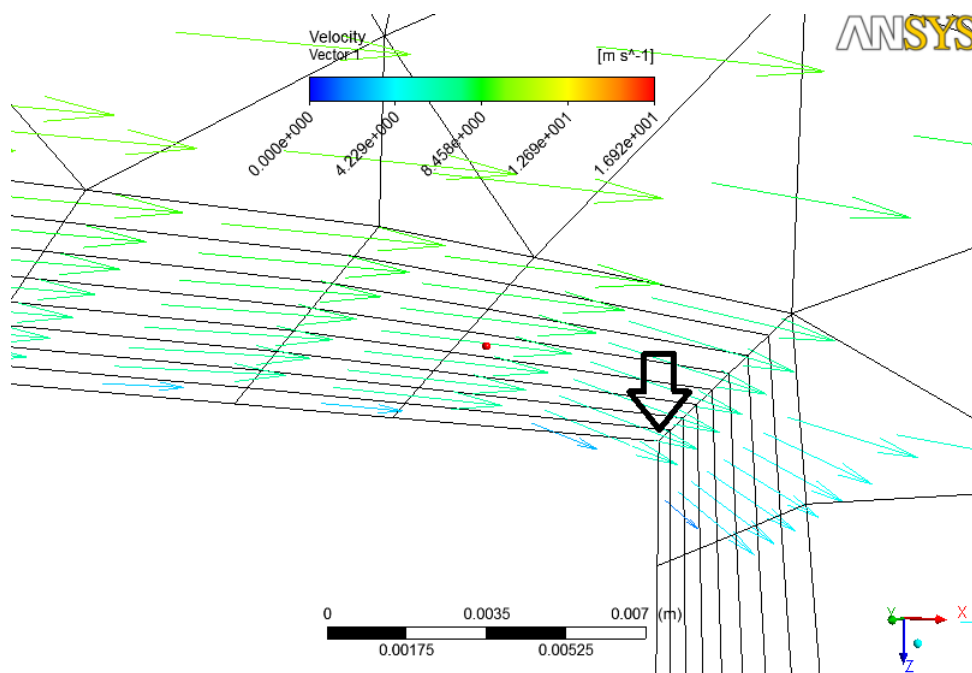 ANSYS
Velocity
Vector 1
[m s^-1]
0.000e+000
4.229e+000
8.458e+000
1.269e+001
1.692e+001
0 0.0035 0.007 (m)
0.00175 0.00525
Y X
Z